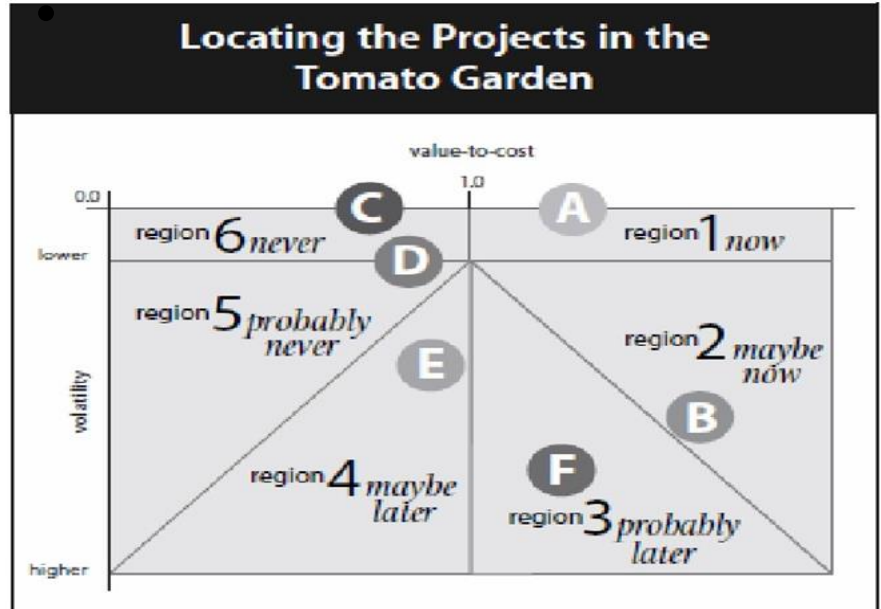 Locating the Projects in the
Tomato Garden
value-to-cost
0.0
1.0
C
A
region 6 never
region 1 now
lower
D
region 5 probably
never
region 2 maybe
now
E
volatility
B
F
region 4 maybe
later
region 3 probably
later
higher